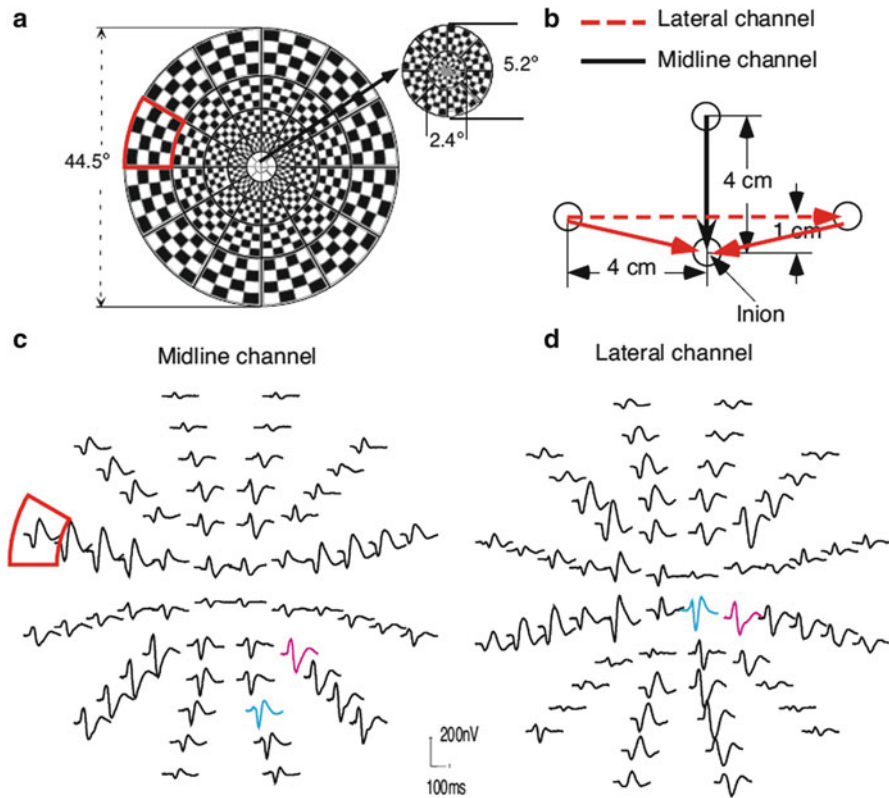 a
44.5°
5.2°
2.4°
b
Lateral channel
Midline channel
4 cm
1 cm
4 cm
Inion
c
Midline channel
d
Lateral channel
200nV
100ms